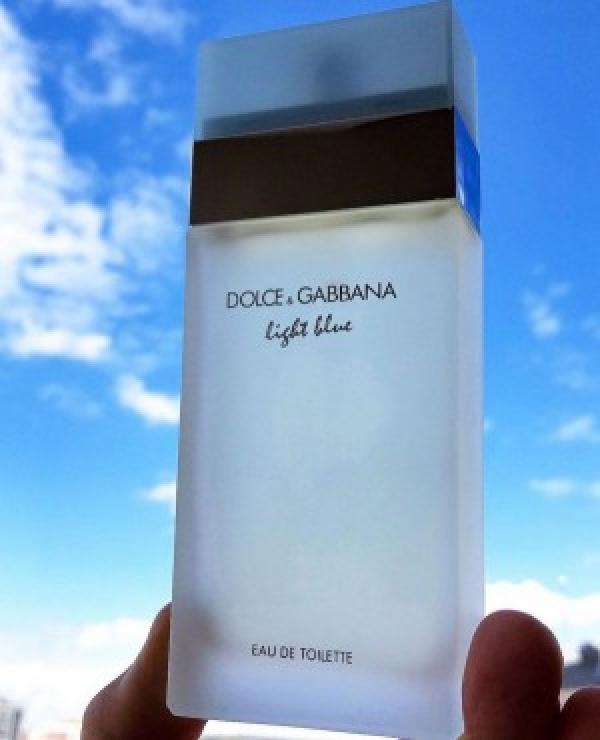 DOLCE & GABBANA
light blue
EAU DE TOILETTE